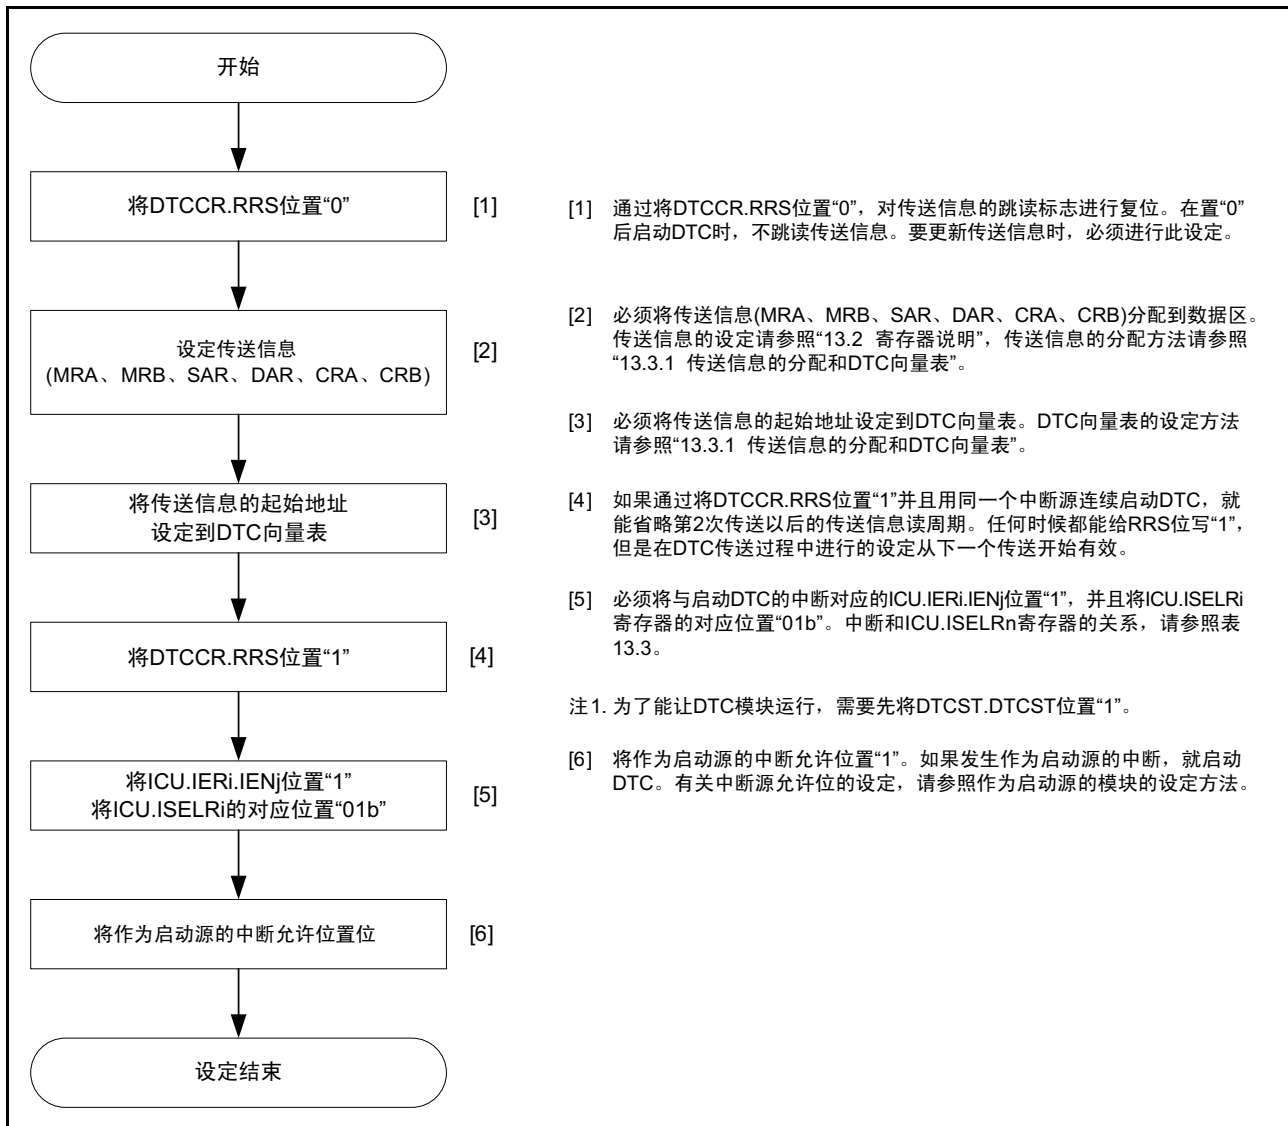 开始
将DTCCR.RRS位置“0”
[1]
设定传送信息
(MRA、MRB、SAR、DAR、CRA、CRB)
[2]
将传送信息的起始地址
设定到DTC向量表
[3]
将DTCCR.RRS位置“1”
[4]
将ICU.IERi.IENj位置“1”
将ICU.ISELRi的对应位置“01b”
[5]
将作为启动源的中断允许位置位
[6]
设定结束
[1] 通过将DTCCR.RRS位置“0”，对传送信息的跳读标志进行复位。在置“0”
后启动DTC时，不跳读传送信息。要更新传送信息时，必须进行此设定。
[2] 必须将传送信息(MRA、MRB、SAR、DAR、CRA、CRB)分配到数据区。
传送信息的设定请参照“13.2 寄存器说明”，传送信息的分配方法请参照
“13.3.1 传送信息的分配和DTC向量表”。
[3] 必须将传送信息的起始地址设定到DTC向量表。DTC向量表的设定方法
请参照“13.3.1 传送信息的分配和DTC向量表”。
[4] 如果通过将DTCCR.RRS位置“1”并且用同一个中断源连续启动DTC，就
能省略第2次传送以后的传送信息读周期。任何时候都能给RRS位写“1”，
但是在DTC传送过程中进行的设定从下一个传送开始有效。
[5] 必须将与启动DTC的中断对应的ICU.IERi.IENj位置“1”，并且将ICU.ISELRi
寄存器的对应位置“01b”。中断和ICU.ISELRn寄存器的关系，请参照表
13.3。
注1. 为了能让DTC模块运行，需要先将DTCST.DTCST位置“1”。
[6] 将作为启动源的中断允许位置“1”。如果发生作为启动源的中断，就启动
DTC。有关中断源允许位的设定，请参照作为启动源的模块的设定方法。